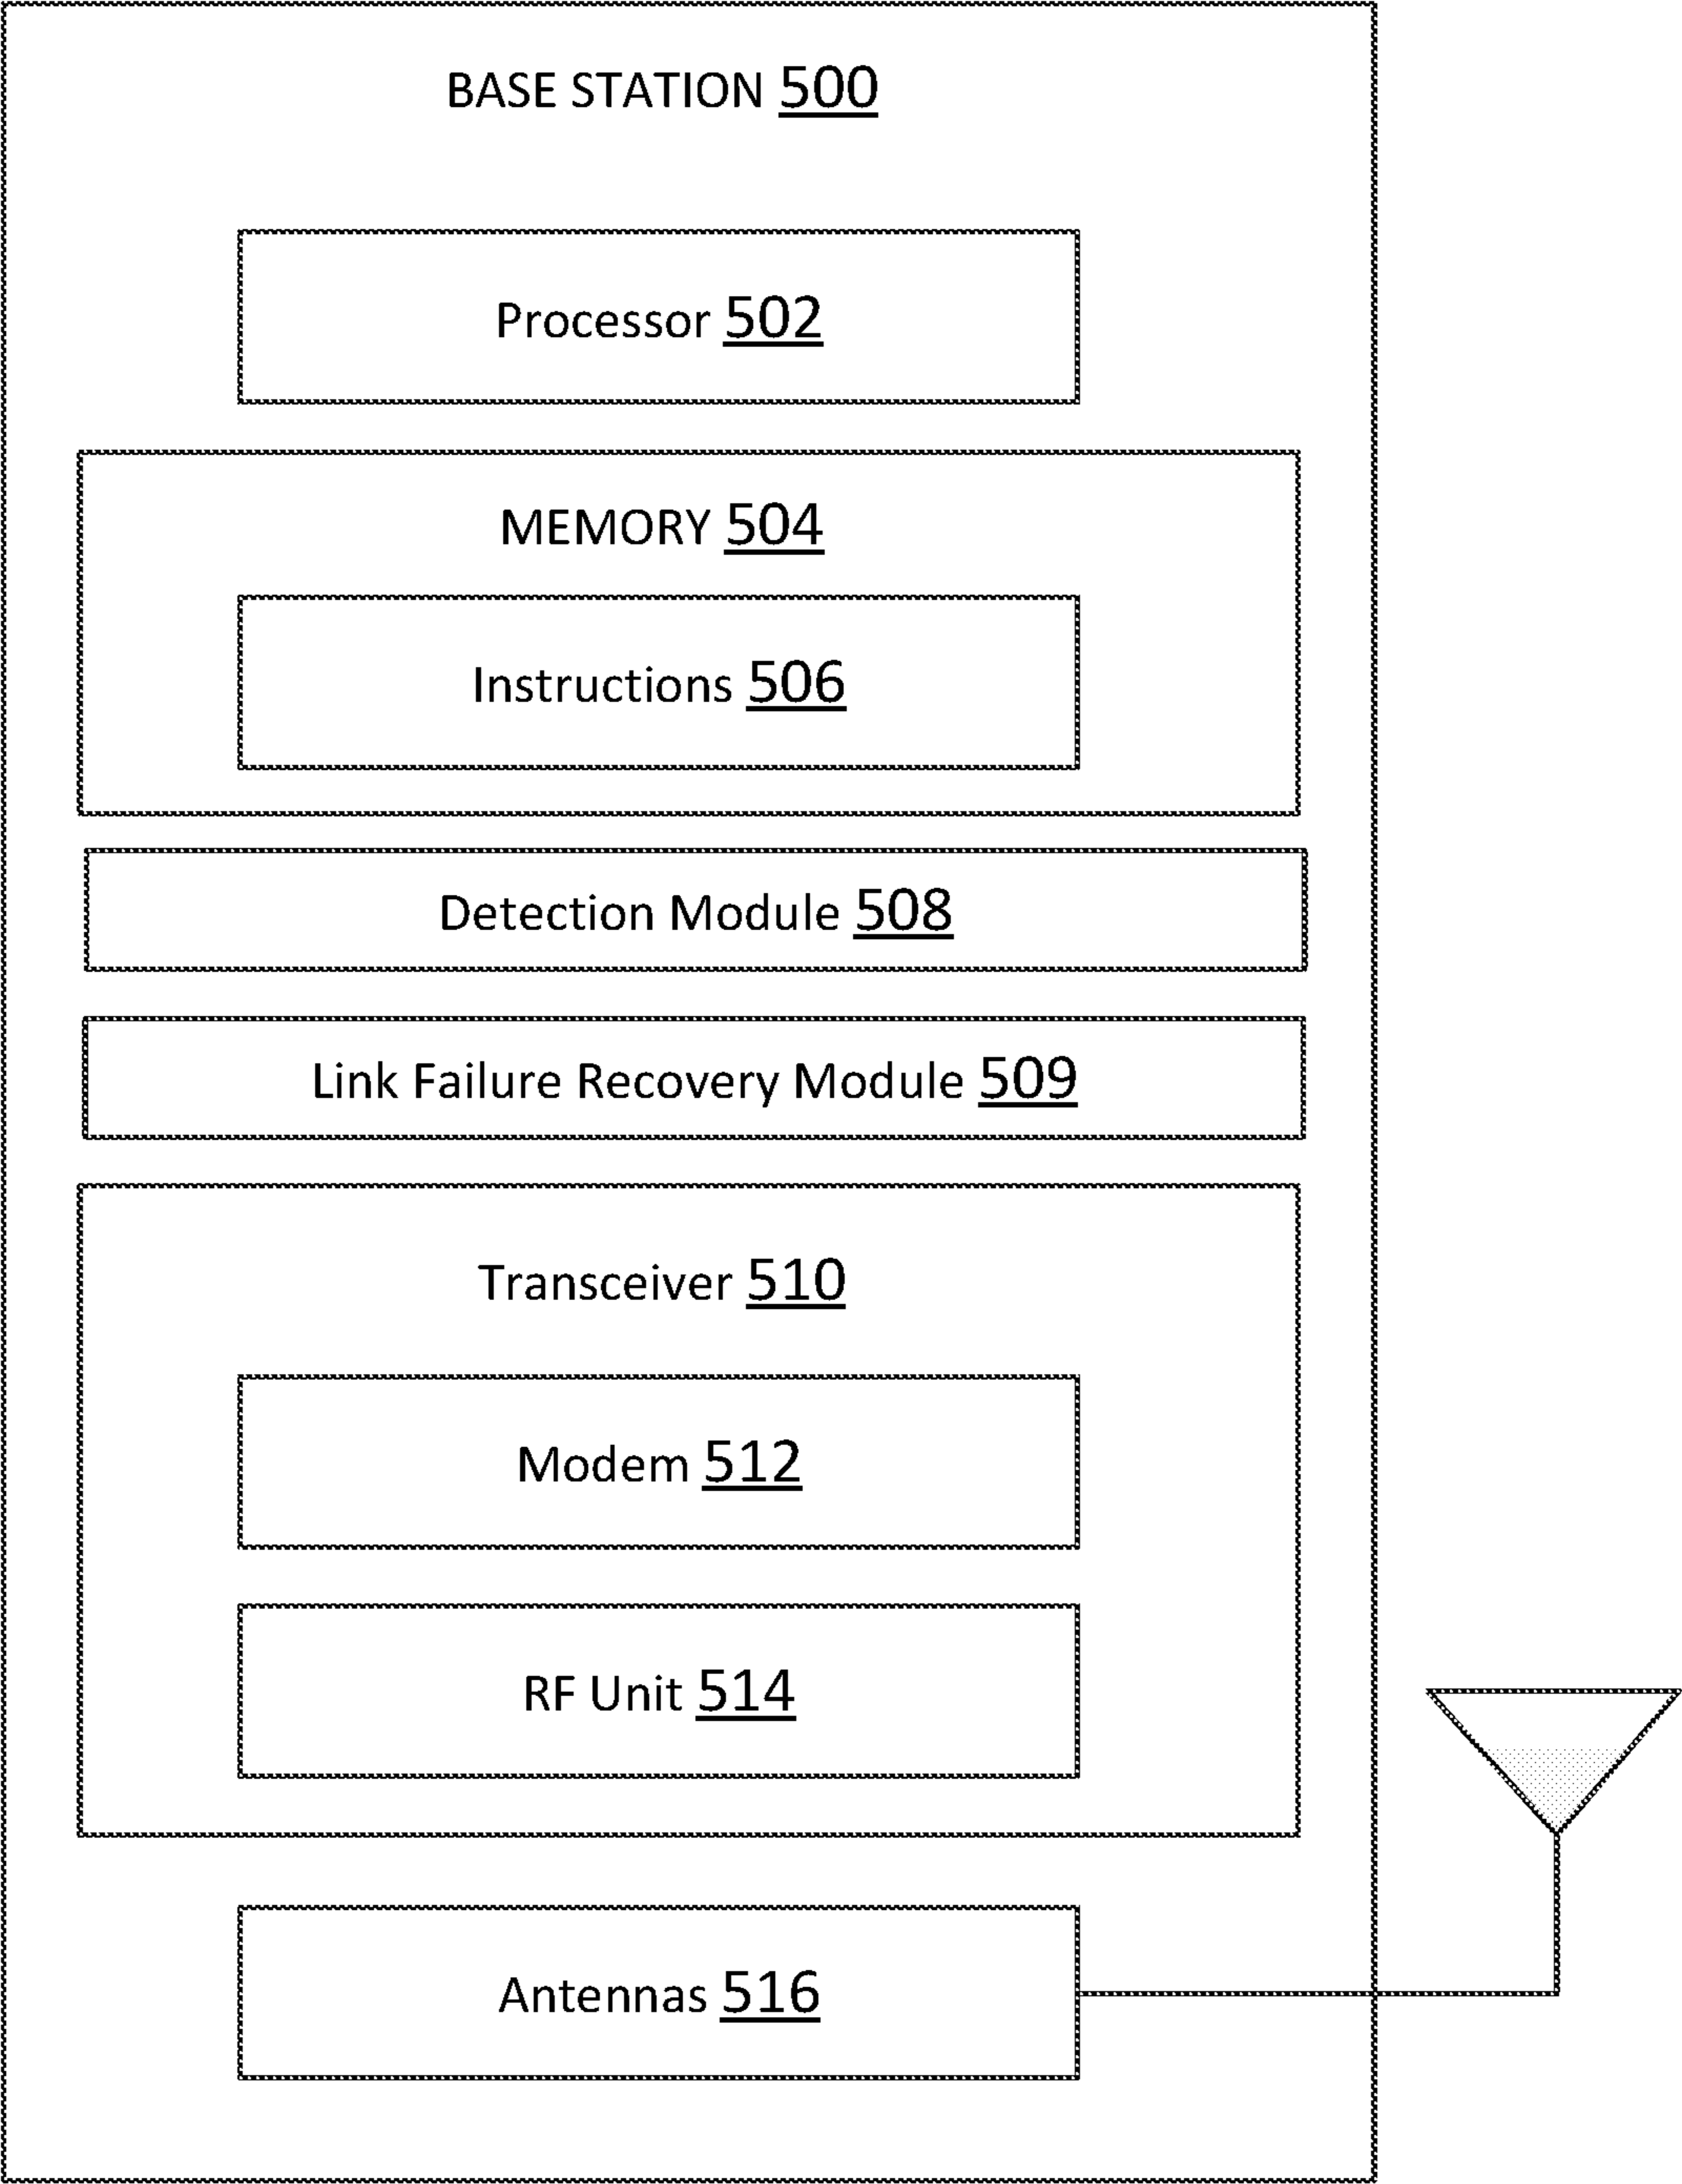 BASE STATION 500
Processor 502
MEMORY 504
Instructions 506
Detection Module 508
Link Failure Recovery Module 509
Transceiver 510
Modem 512
RF Unit 514
Antennas 516